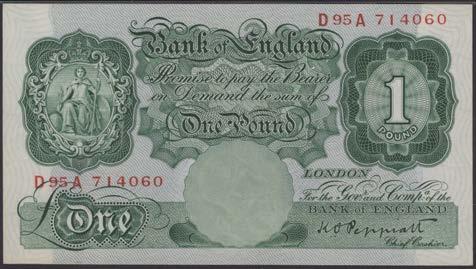 D95A 714060
Bank of England
Promise to pay the Bearer
on Demand the sum of
One Pound
1
POUND
D95A 714060
LONDON
For the Gov.r and Comp.a of the
BANK OF ENGLAND
£One
K O Peppiatt
Chief Cashier.